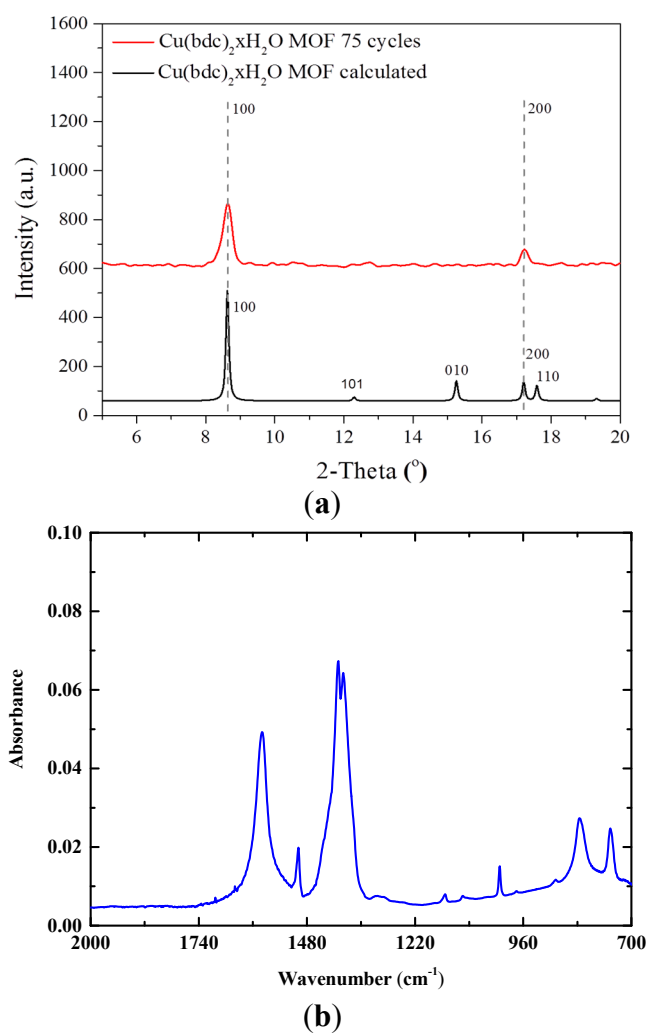 1600
1400
1200
1000
800
600
400
200
0
Intensity (a.u.)
Cu(bdc)₂xH₂O MOF 75 cycles
Cu(bdc)₂xH₂O MOF calculated
100
200
100
101
010
200
110
6 8 10 12 14 16 18 20
2-Theta (°)
(a)
0.10
0.08
0.06
0.04
0.02
0.00
Absorbance
2000 1740 1480 1220 960 700
Wavenumber (cm⁻¹)
(b)